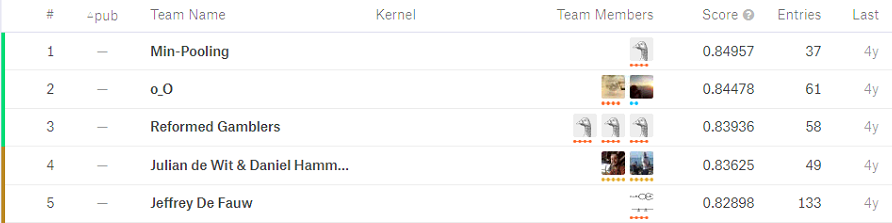 # △pub Team Name Kernel Team Members Score ? Entries Last
1 — Min-Pooling 0.84957 37 4y
2 — o_O 0.84478 61 4y
3 — Reformed Gamblers 0.83936 58 4y
4 — Julian de Wit & Daniel Hamm... 0.83625 49 4y
5 — Jeffrey De Fauw 0.82898 133 4y